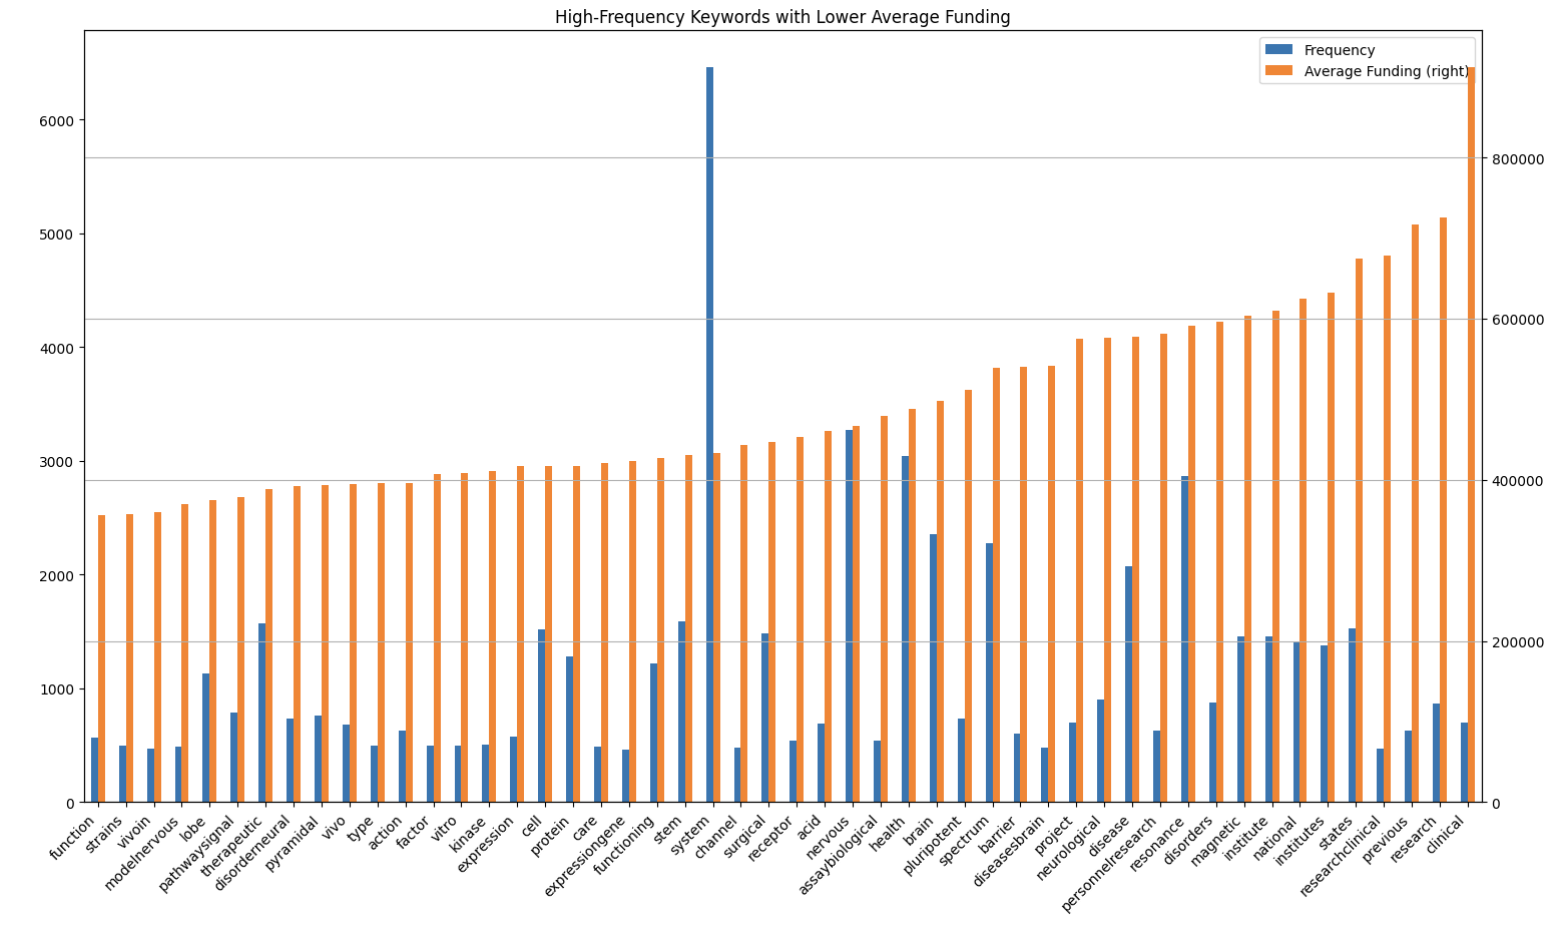 High-Frequency Keywords with Lower Average Funding
Frequency
Average Funding (right)
6000
5000
4000
3000
2000
1000
0
800000
600000
400000
200000
0
function
strains
vivoin
modelnervous
lobe
pathwaysignal
therapeutic
disorderneural
pyramidal
vivo
type
action
factor
vitro
kinase
expression
cell
protein
care
expressiongene
functioning
stem
system
channel
surgical
receptor
acid
nervous
assaybiological
health
brain
pluripotent
spectrum
barrier
diseasesbrain
project
neurological
disease
personnelresearch
resonance
disorders
magnetic
institute
national
institutes
states
researchclinical
previous
research
clinical